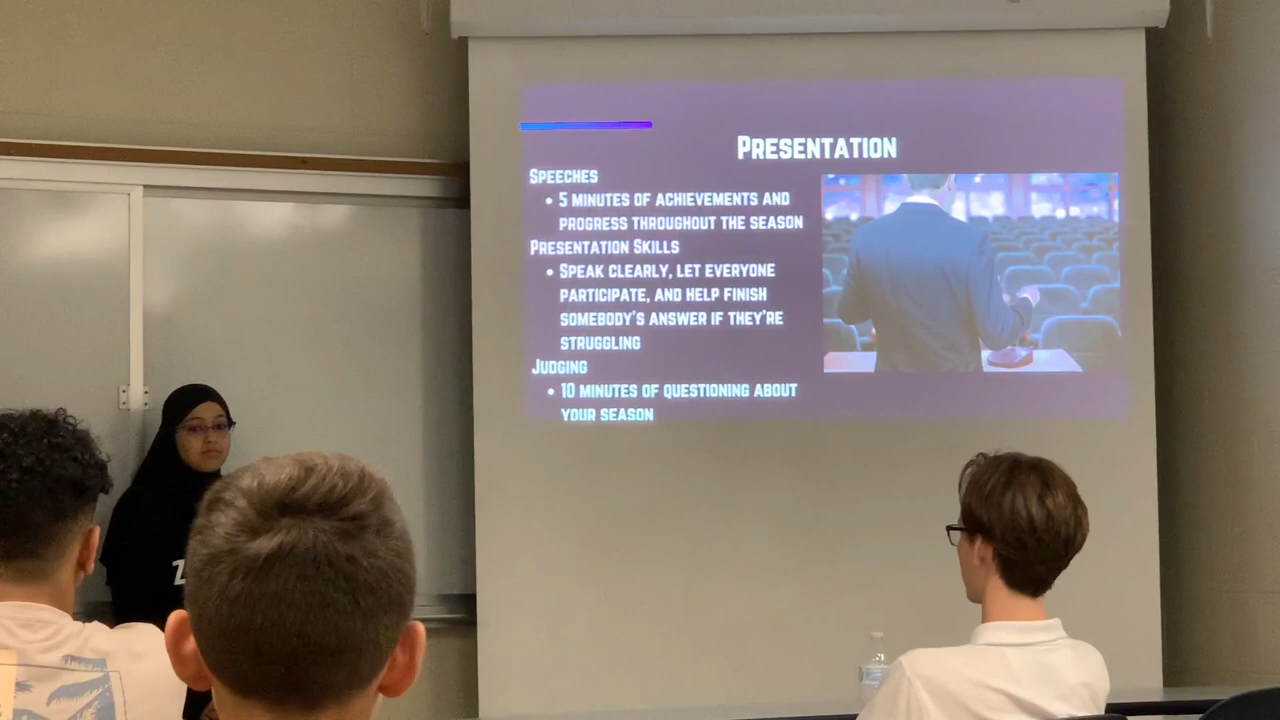 PRESENTATION
SPEECHES
• 5 MINUTES OF ACHIEVEMENTS AND
PROGRESS THROUGHOUT THE SEASON
PRESENTATION SKILLS
• SPEAK CLEARLY, LET EVERYONE
PARTICIPATE, AND HELP FINISH
SOMEBODY'S ANSWER IF THEY'RE
STRUGGLING
JUDGING
• 10 MINUTES OF QUESTIONING ABOUT
YOUR SEASON
Z